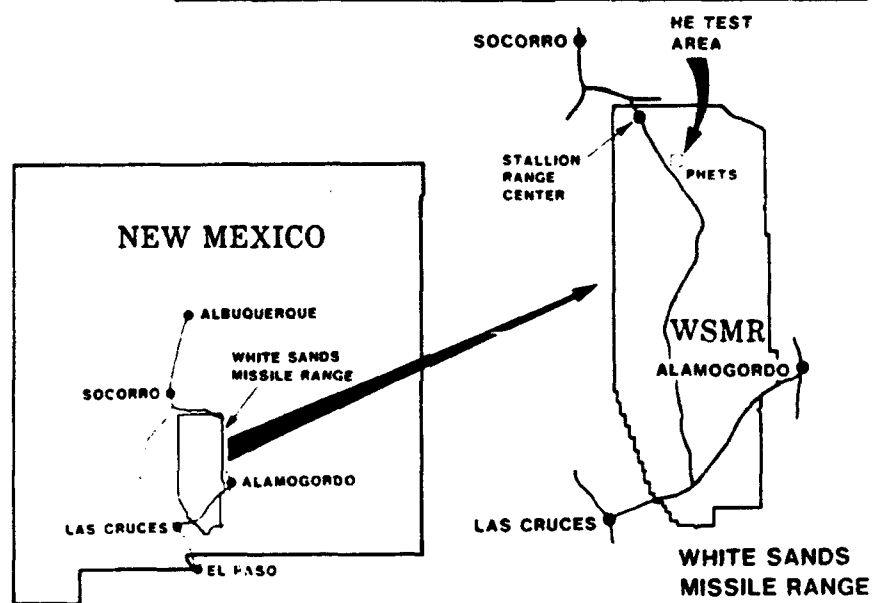 NEW MEXICO
ALBUQUERQUE
WHITE SANDS
MISSILE RANGE
SOCORRO
ALAMOGORDO
LAS CRUCES
EL PASO
SOCORRO
HE TEST
AREA
STALLION
RANGE
CENTER
PHETS
WSMR
ALAMOGORDO
LAS CRUCES
WHITE SANDS
MISSILE RANGE